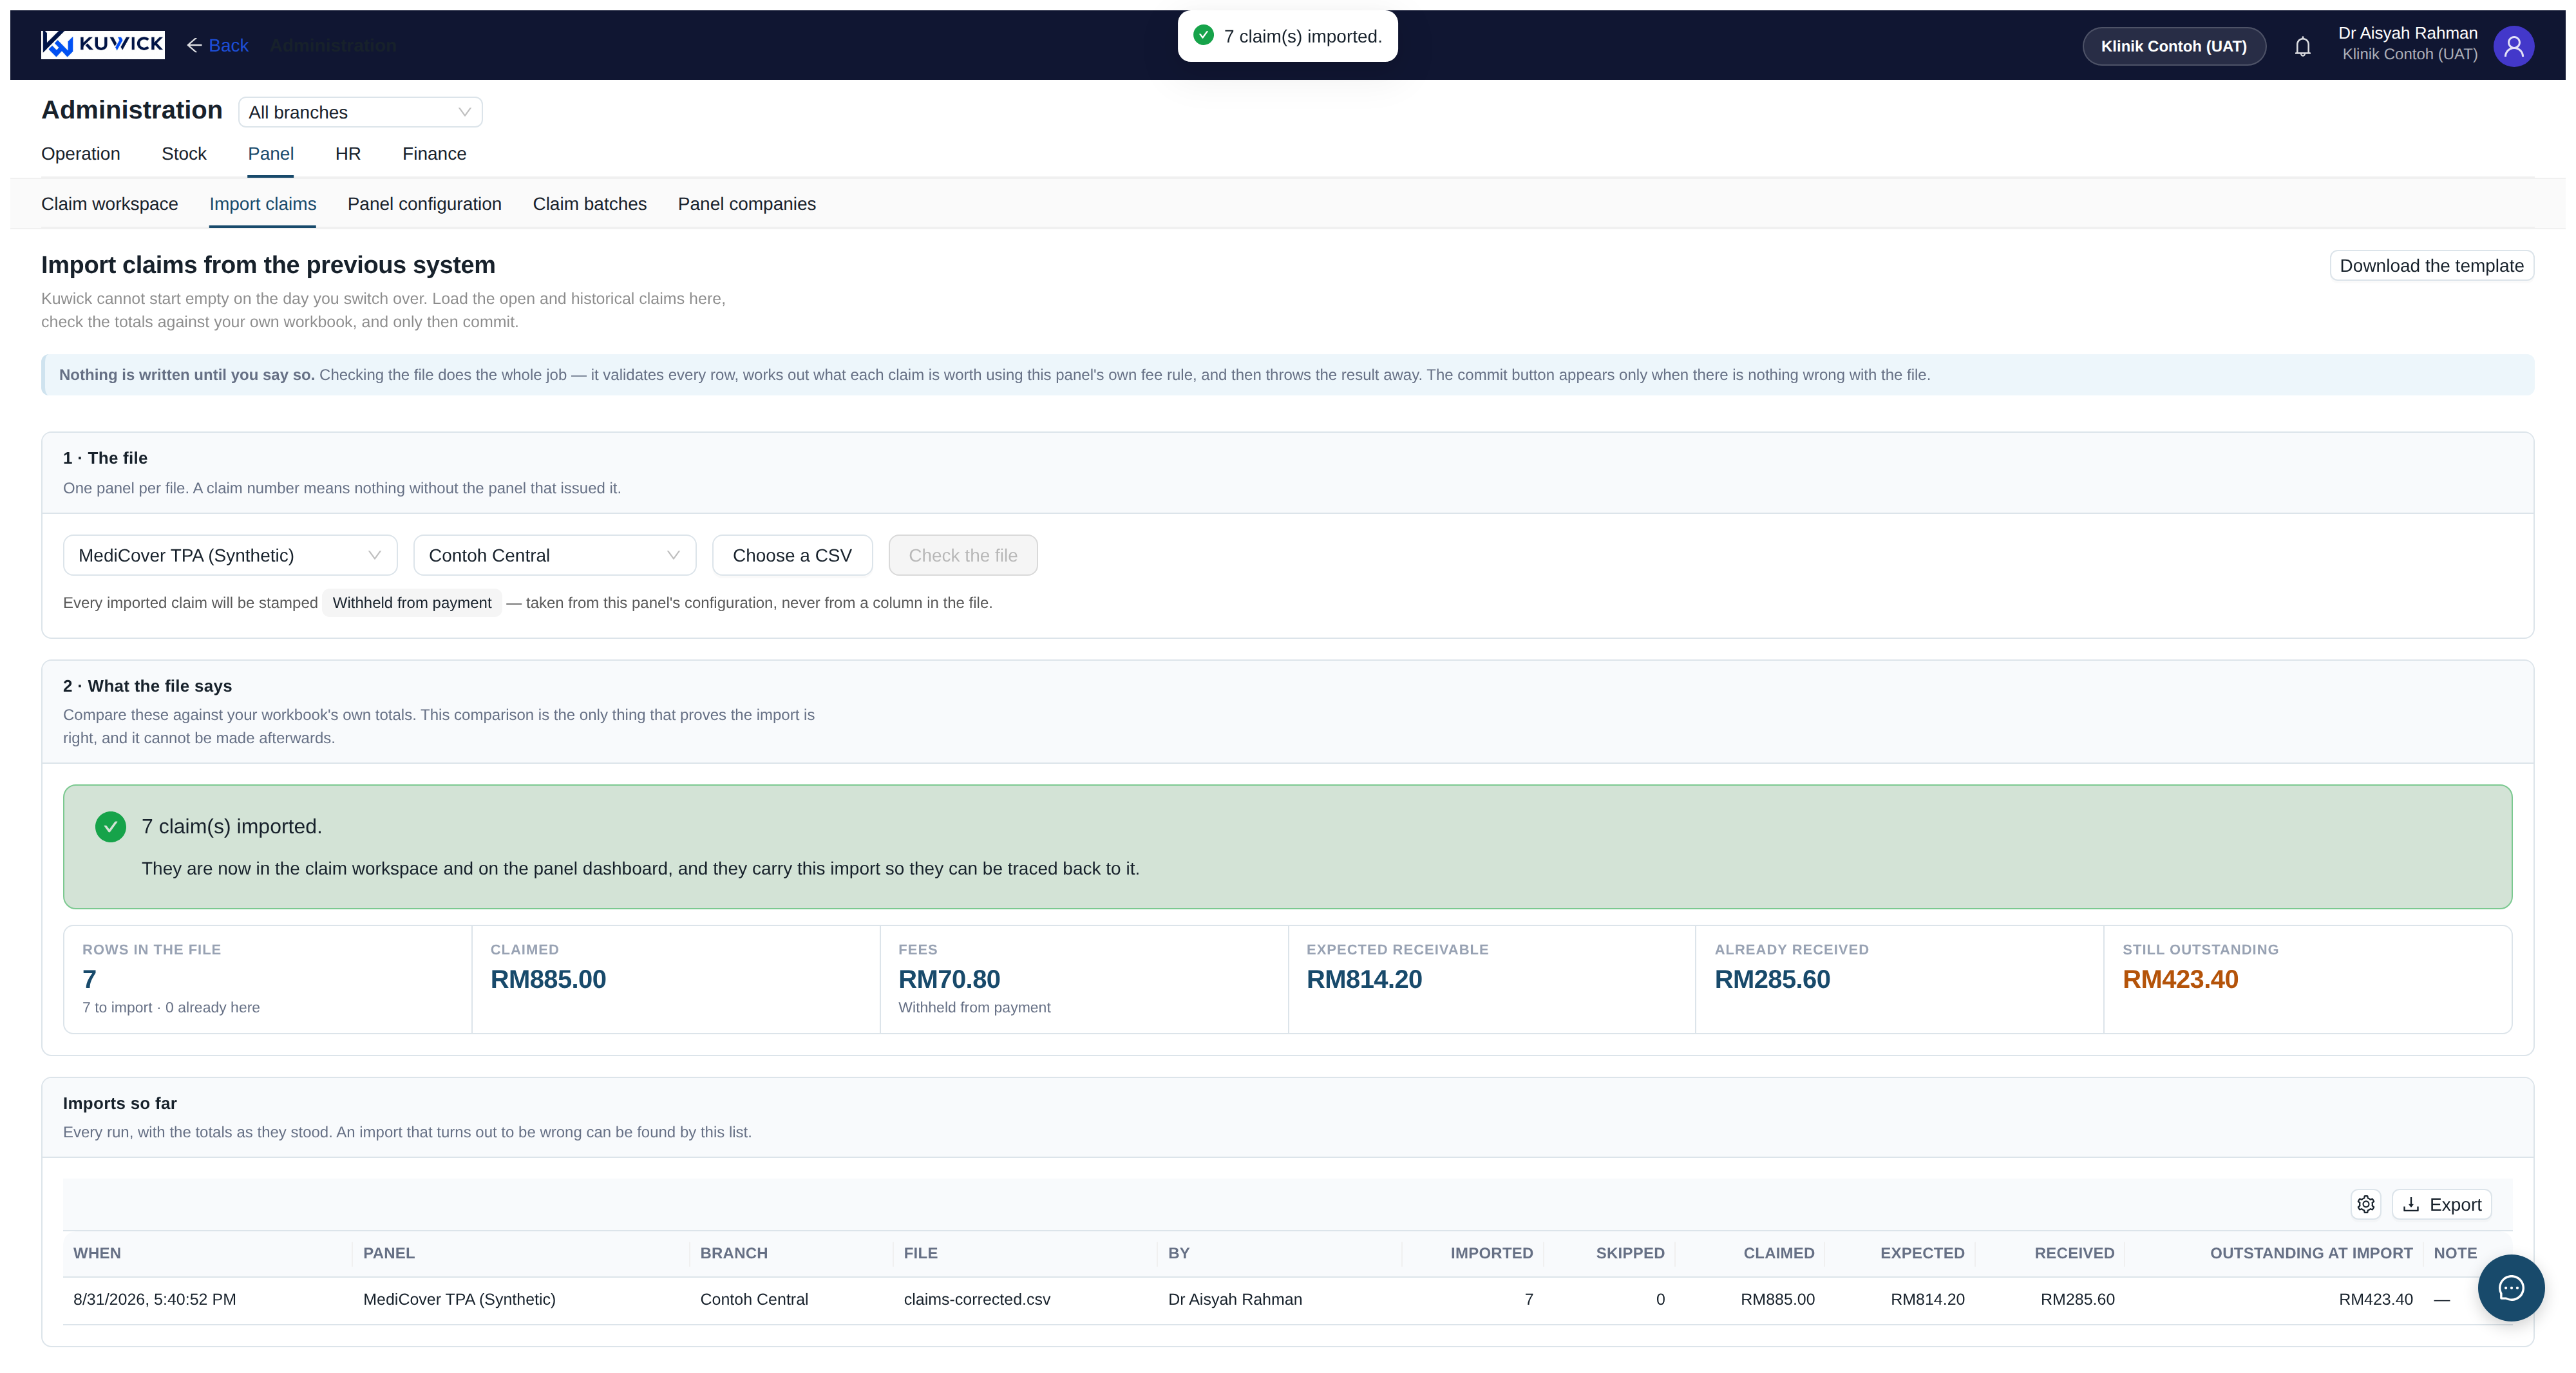 KUWICK
Back
Administration
7 claim(s) imported.
Klinik Contoh (UAT)
Dr Aisyah Rahman
Klinik Contoh (UAT)
Administration
All branches
Operation
Stock
Panel
HR
Finance
Claim workspace
Import claims
Panel configuration
Claim batches
Panel companies
Import claims from the previous system
Download the template
Kuwick cannot start empty on the day you switch over. Load the open and historical claims here,
check the totals against your own workbook, and only then commit.
Nothing is written until you say so. Checking the file does the whole job — it validates every row, works out what each claim is worth using this panel's own fee rule, and then throws the result away. The commit button appears only when there is nothing wrong with the file.
1 · The file
One panel per file. A claim number means nothing without the panel that issued it.
MediCover TPA (Synthetic)
Contoh Central
Choose a CSV
Check the file
Every imported claim will be stamped Withheld from payment — taken from this panel's configuration, never from a column in the file.
2 · What the file says
Compare these against your workbook's own totals. This comparison is the only thing that proves the import is
right, and it cannot be made afterwards.
7 claim(s) imported.
They are now in the claim workspace and on the panel dashboard, and they carry this import so they can be traced back to it.
ROWS IN THE FILE
7
7 to import · 0 already here
CLAIMED
RM885.00
FEES
RM70.80
Withheld from payment
EXPECTED RECEIVABLE
RM814.20
ALREADY RECEIVED
RM285.60
STILL OUTSTANDING
RM423.40
Imports so far
Every run, with the totals as they stood. An import that turns out to be wrong can be found by this list.
Export
WHEN PANEL BRANCH FILE BY IMPORTED SKIPPED CLAIMED EXPECTED RECEIVED OUTSTANDING AT IMPORT NOTE
8/31/2026, 5:40:52 PM MediCover TPA (Synthetic) Contoh Central claims-corrected.csv Dr Aisyah Rahman 7 0 RM885.00 RM814.20 RM285.60 RM423.40 —